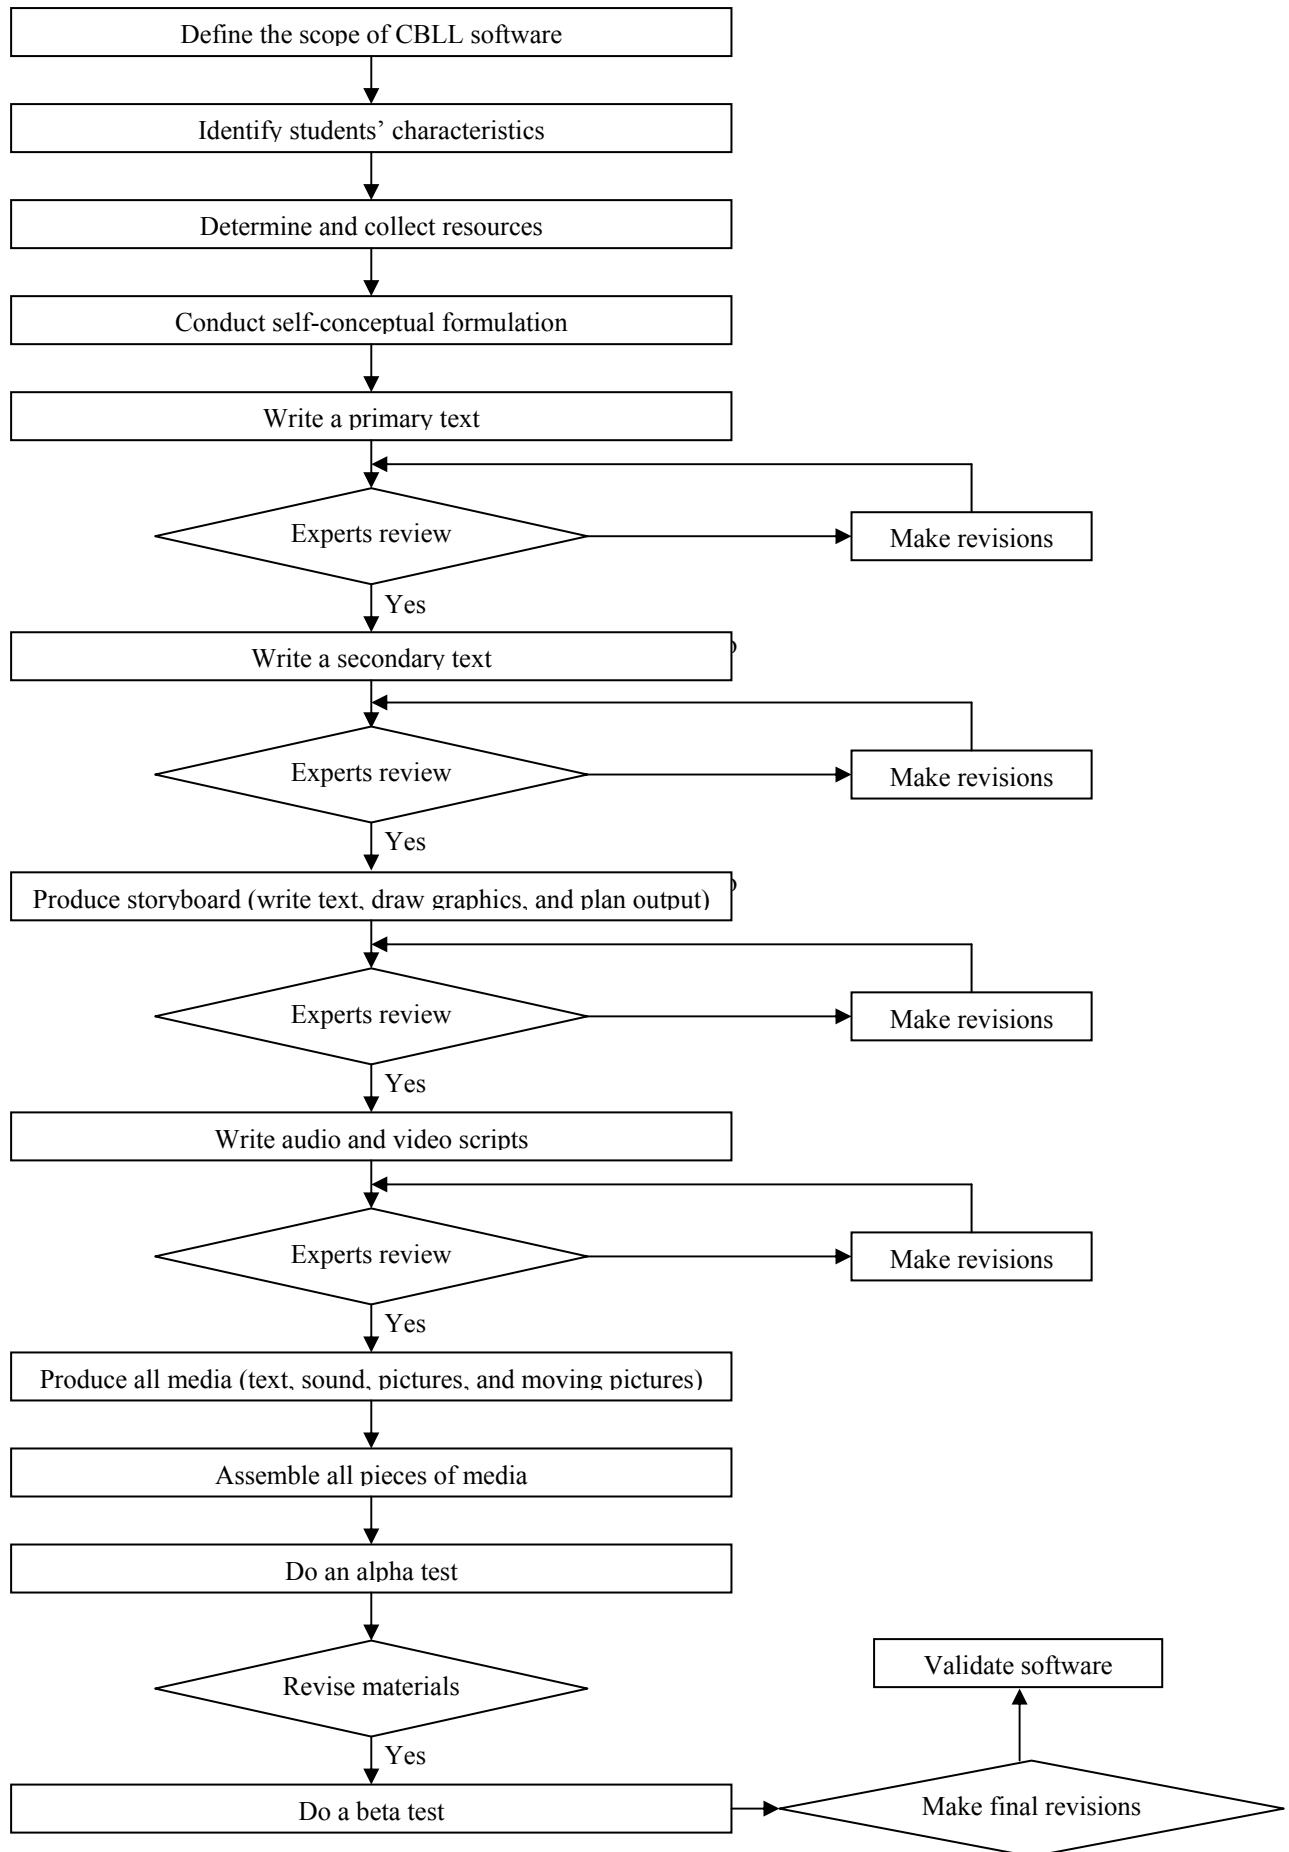 Define the scope of CBLL software
Identify students’ characteristics
Determine and collect resources
Conduct self-conceptual formulation
Write a primary text
Experts review
Make revisions
Yes
Write a secondary text
Experts review
Make revisions
Yes
Produce storyboard (write text, draw graphics, and plan output)
Experts review
Make revisions
Yes
Write audio and video scripts
Experts review
Make revisions
Yes
Produce all media (text, sound, pictures, and moving pictures)
Assemble all pieces of media
Do an alpha test
Revise materials
Validate software
Yes
Do a beta test
Make final revisions